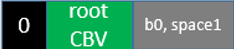 0
root
CBV
b0, space1